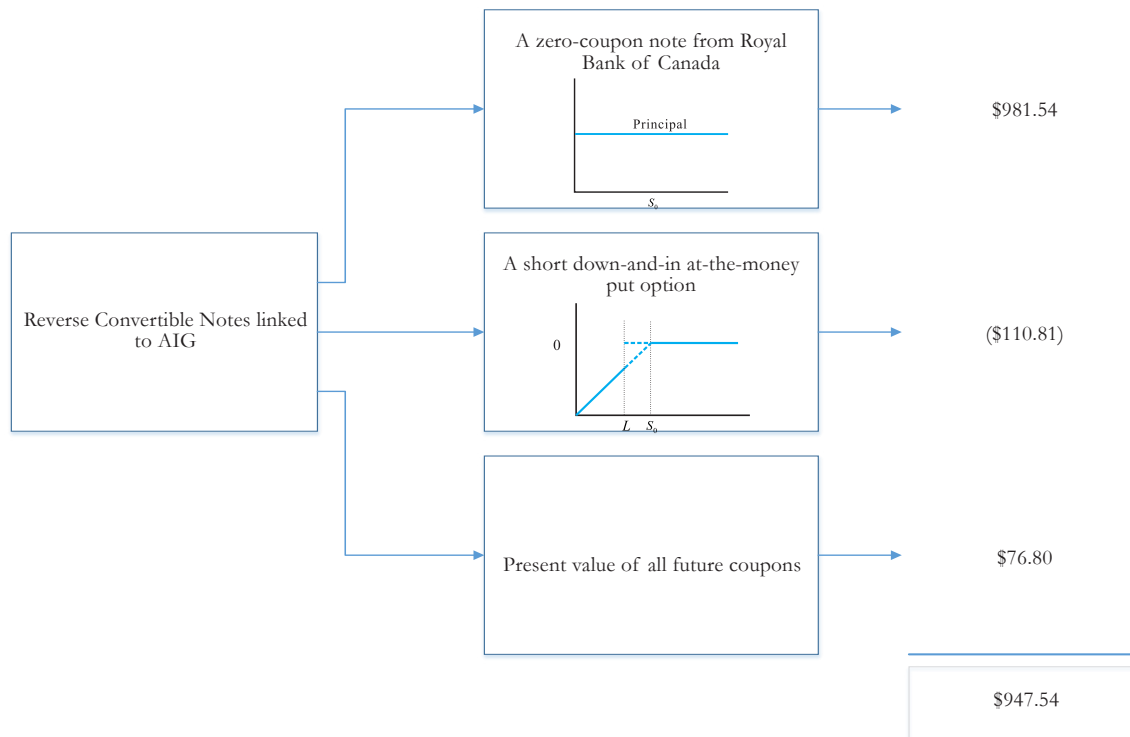 A zero-coupon note from Royal
Bank of Canada
Principal
S₀
$981.54
Reverse Convertible Notes linked
to AIG
A short down-and-in at-the-money
put option
0
L S₀
($110.81)
Present value of all future coupons
$76.80
$947.54